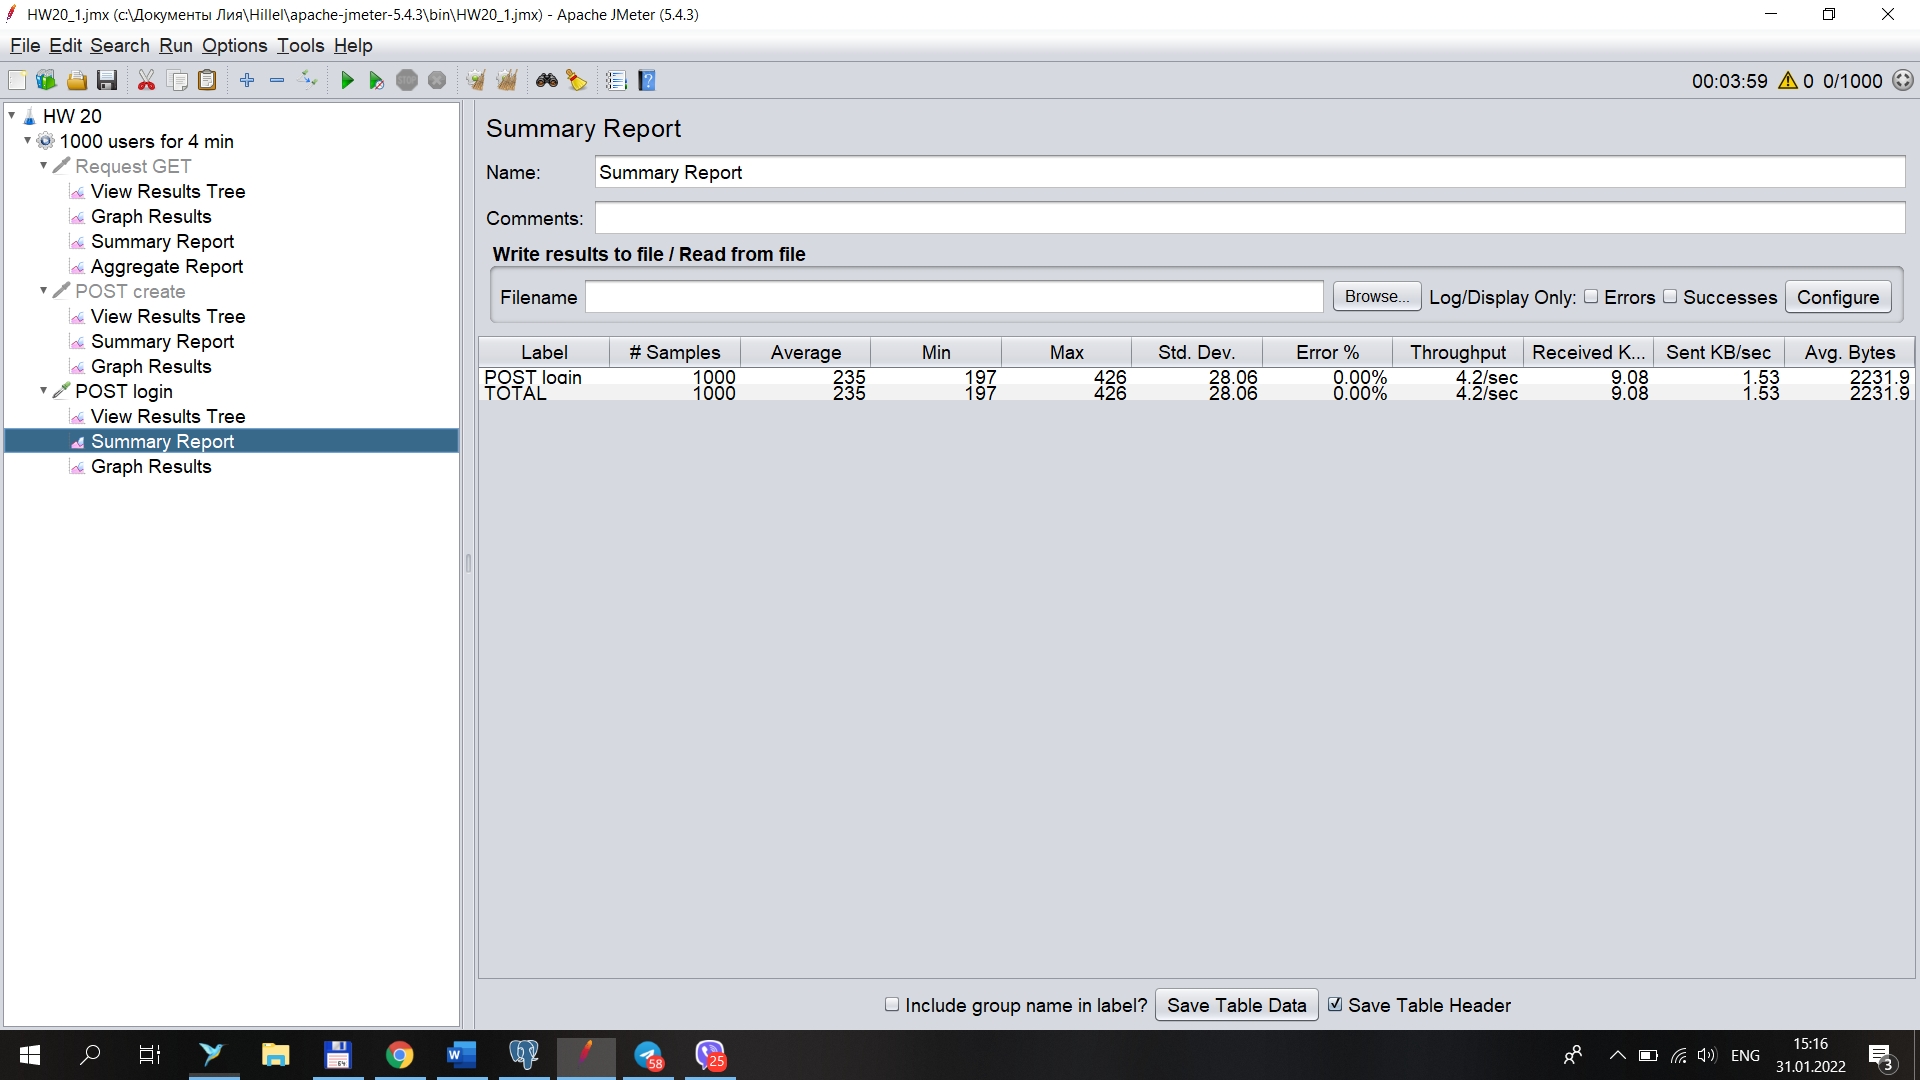 HW20_1.jmx (c:\Документы Лия\Hillel\apache-jmeter-5.4.3\bin\HW20_1.jmx) - Apache JMeter (5.4.3)
File Edit Search Run Options Tools Help
STOP
00:03:59 0 0/1000
HW 20
1000 users for 4 min
Request GET
View Results Tree
Graph Results
Summary Report
Aggregate Report
POST create
View Results Tree
Summary Report
Graph Results
POST login
View Results Tree
Summary Report
Graph Results
Summary Report
Name: Summary Report
Comments:
Write results to file / Read from file
Filename Browse... Log/Display Only: Errors Successes Configure
Label # Samples Average Min Max Std. Dev. Error % Throughput Received K... Sent KB/sec Avg. Bytes
POST login 1000 235 197 426 28.06 0.00% 4.2/sec 9.08 1.53 2231.9
TOTAL 1000 235 197 426 28.06 0.00% 4.2/sec 9.08 1.53 2231.9
Include group name in label? Save Table Data Save Table Header
64
W
58
25
ENG
15:16
31.01.2022
3